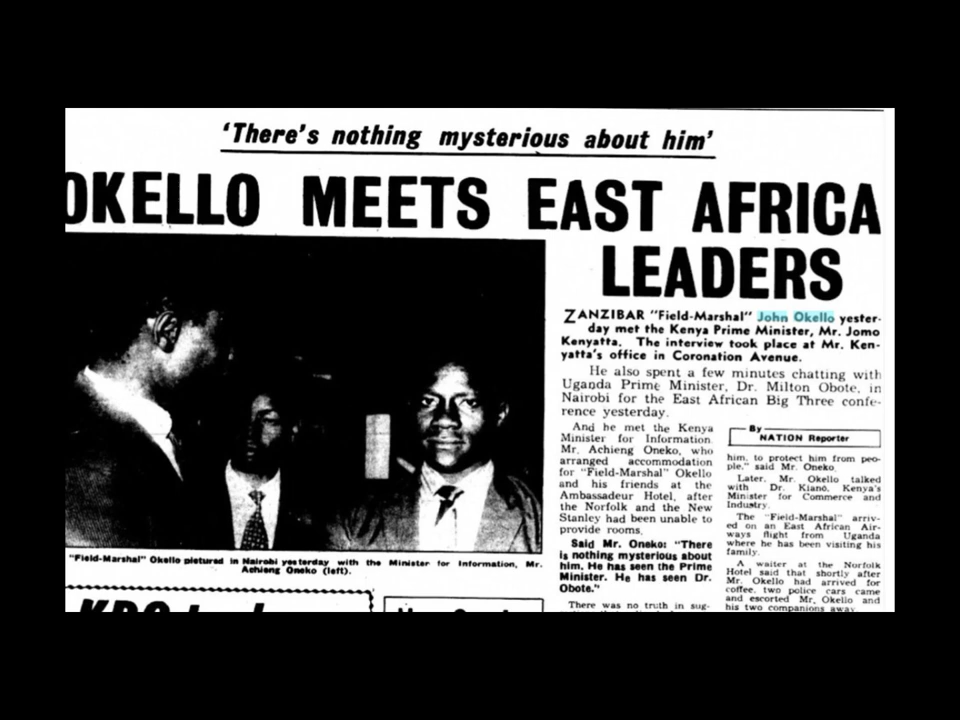 'There's nothing mysterious about him'
OKELLO MEETS EAST AFRICA
LEADERS
"Field-Marshal" Okello pictured in Nairobi yesterday with the Minister for Information, Mr.
Achieng Oneko (left).
ZANZIBAR "Field-Marshal" John Okello yester-
day met the Kenya Prime Minister, Mr. Jomo
Kenyatta. The interview took place at Mr. Ken-
yatta's office in Coronation Avenue.
He also spent a few minutes chatting with
Uganda Prime Minister, Dr. Milton Obote, in
Nairobi for the East African Big Three confe-
rence yesterday.
And he met the Kenya
Minister for Information
Mr. Achieng Oneko, who
arranged accommodation
for "Field-Marshal" Okello
and his friends at the
Ambassadeur Hotel, after
the Norfolk and the New
Stanley had been unable to
provide rooms.
Said Mr. Oneko: "There
is nothing mysterious about
him. He has seen the Prime
Minister. He has seen Dr.
Obote."
There was no truth in sug-
By
NATION Reporter
him, to protect him from peo-
ple," said Mr. Oneko.
Later, Mr. Okello talked
with Dr. Kiano, Kenya's
Minister for Commerce and
Industry.
The "Field-Marshal" arriv-
ed on an East African Air-
ways flight from Uganda
where he has been visiting his
family.
A waiter at the Norfolk
Hotel said that shortly after
Mr. Okello had arrived for
coffee, two police cars came
and escorted Mr. Okello and
his two companions away.